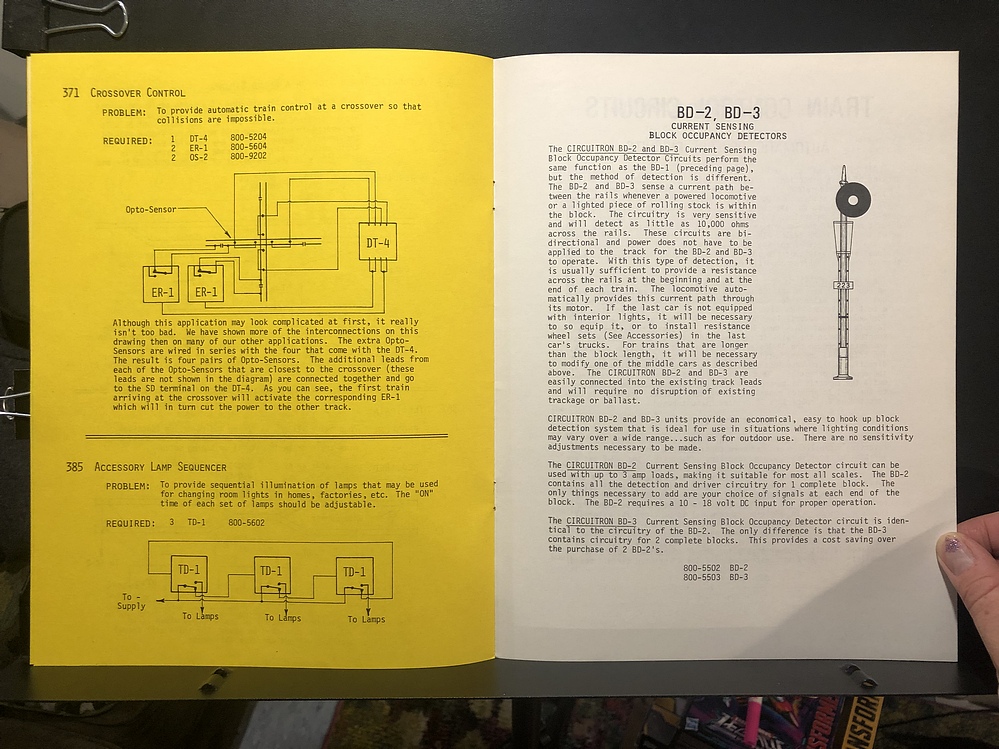 371 CROSSOVER CONTROL
PROBLEM: To provide automatic train control at a crossover so that
collisions are impossible.
REQUIRED: 1 DT-4 800-5204
2 ER-1 800-5604
2 OS-2 800-9202
Opto-Sensor
DT-4
ER-1
ER-1
Although this application may look complicated at first, it really
isn't too bad. We have shown more of the interconnections on this
drawing then on many of our other applications. The extra Opto-
Sensors are wired in series with the four that come with the DT-4.
The result is four pairs of Opto-Sensors. The additional leads from
each of the Opto-Sensors that are closest to the crossover (these
leads are not shown in the diagram) are connected together and go
to the SD terminal on the DT-4. As you can see, the first train
arriving at the crossover will activate the corresponding ER-1
which will in turn cut the power to the other track.
385 ACCESSORY LAMP SEQUENCER
PROBLEM: To provide sequential illumination of lamps that may be used
for changing room lights in homes, factories, etc. The "ON"
time of each set of lamps should be adjustable.
REQUIRED: 3 TD-1 800-5602
TD-1
TD-1
TD-1
To -
Supply
To Lamps
To Lamps
To Lamps
BD-2, BD-3
CURRENT SENSING
BLOCK OCCUPANCY DETECTORS
The CIRCUITRON BD-2 and BD-3 Current Sensing
Block Occupancy Detector Circuits perform the
same function as the BD-1 (preceding page),
but the method of detection is different.
The BD-2 and BD-3 sense a current path be-
tween the rails whenever a powered locomotive
or a lighted piece of rolling stock is within
the block. The circuitry is very sensitive
and will detect as little as 10,000 ohms
across the rails. These circuits are bi-
directional and power does not have to be
applied to the track for the BD-2 and BD-3
to operate. With this type of detection, it
is usually sufficient to provide a resistance
across the rails at the beginning and at the
end of each train. The locomotive auto-
matically provides this current path through
its motor. If the last car is not equipped
with interior lights, it will be necessary
to so equip it, or to install resistance
wheel sets (See Accessories) in the last
car's trucks. For trains that are longer
than the block length, it will be necessary
to modify one of the middle cars as described
above. The CIRCUITRON BD-2 and BD-3 are
easily connected into the existing track leads
and will require no disruption of existing
trackage or ballast.
223
CIRCUITRON BD-2 and BD-3 units provide an economical, easy to hook up block
detection system that is ideal for use in situations where lighting conditions
may vary over a wide range...such as for outdoor use. There are no sensitivity
adjustments necessary to be made.
The CIRCUITRON BD-2 Current Sensing Block Occupancy Detector circuit can be
used with up to 3 amp loads, making it suitable for most all scales. The BD-2
contains all the detection and driver circuitry for 1 complete block. The
only things necessary to add are your choice of signals at each end of the
block. The BD-2 requires a 10 - 18 volt DC input for proper operation.
The CIRCUITRON BD-3 Current Sensing Block Occupancy Detector circuit is iden-
tical to the circuitry of the BD-2. The only difference is that the BD-3
contains circuitry for 2 complete blocks. This provides a cost saving over
the purchase of 2 BD-2's.
800-5502 BD-2
800-5503 BD-3